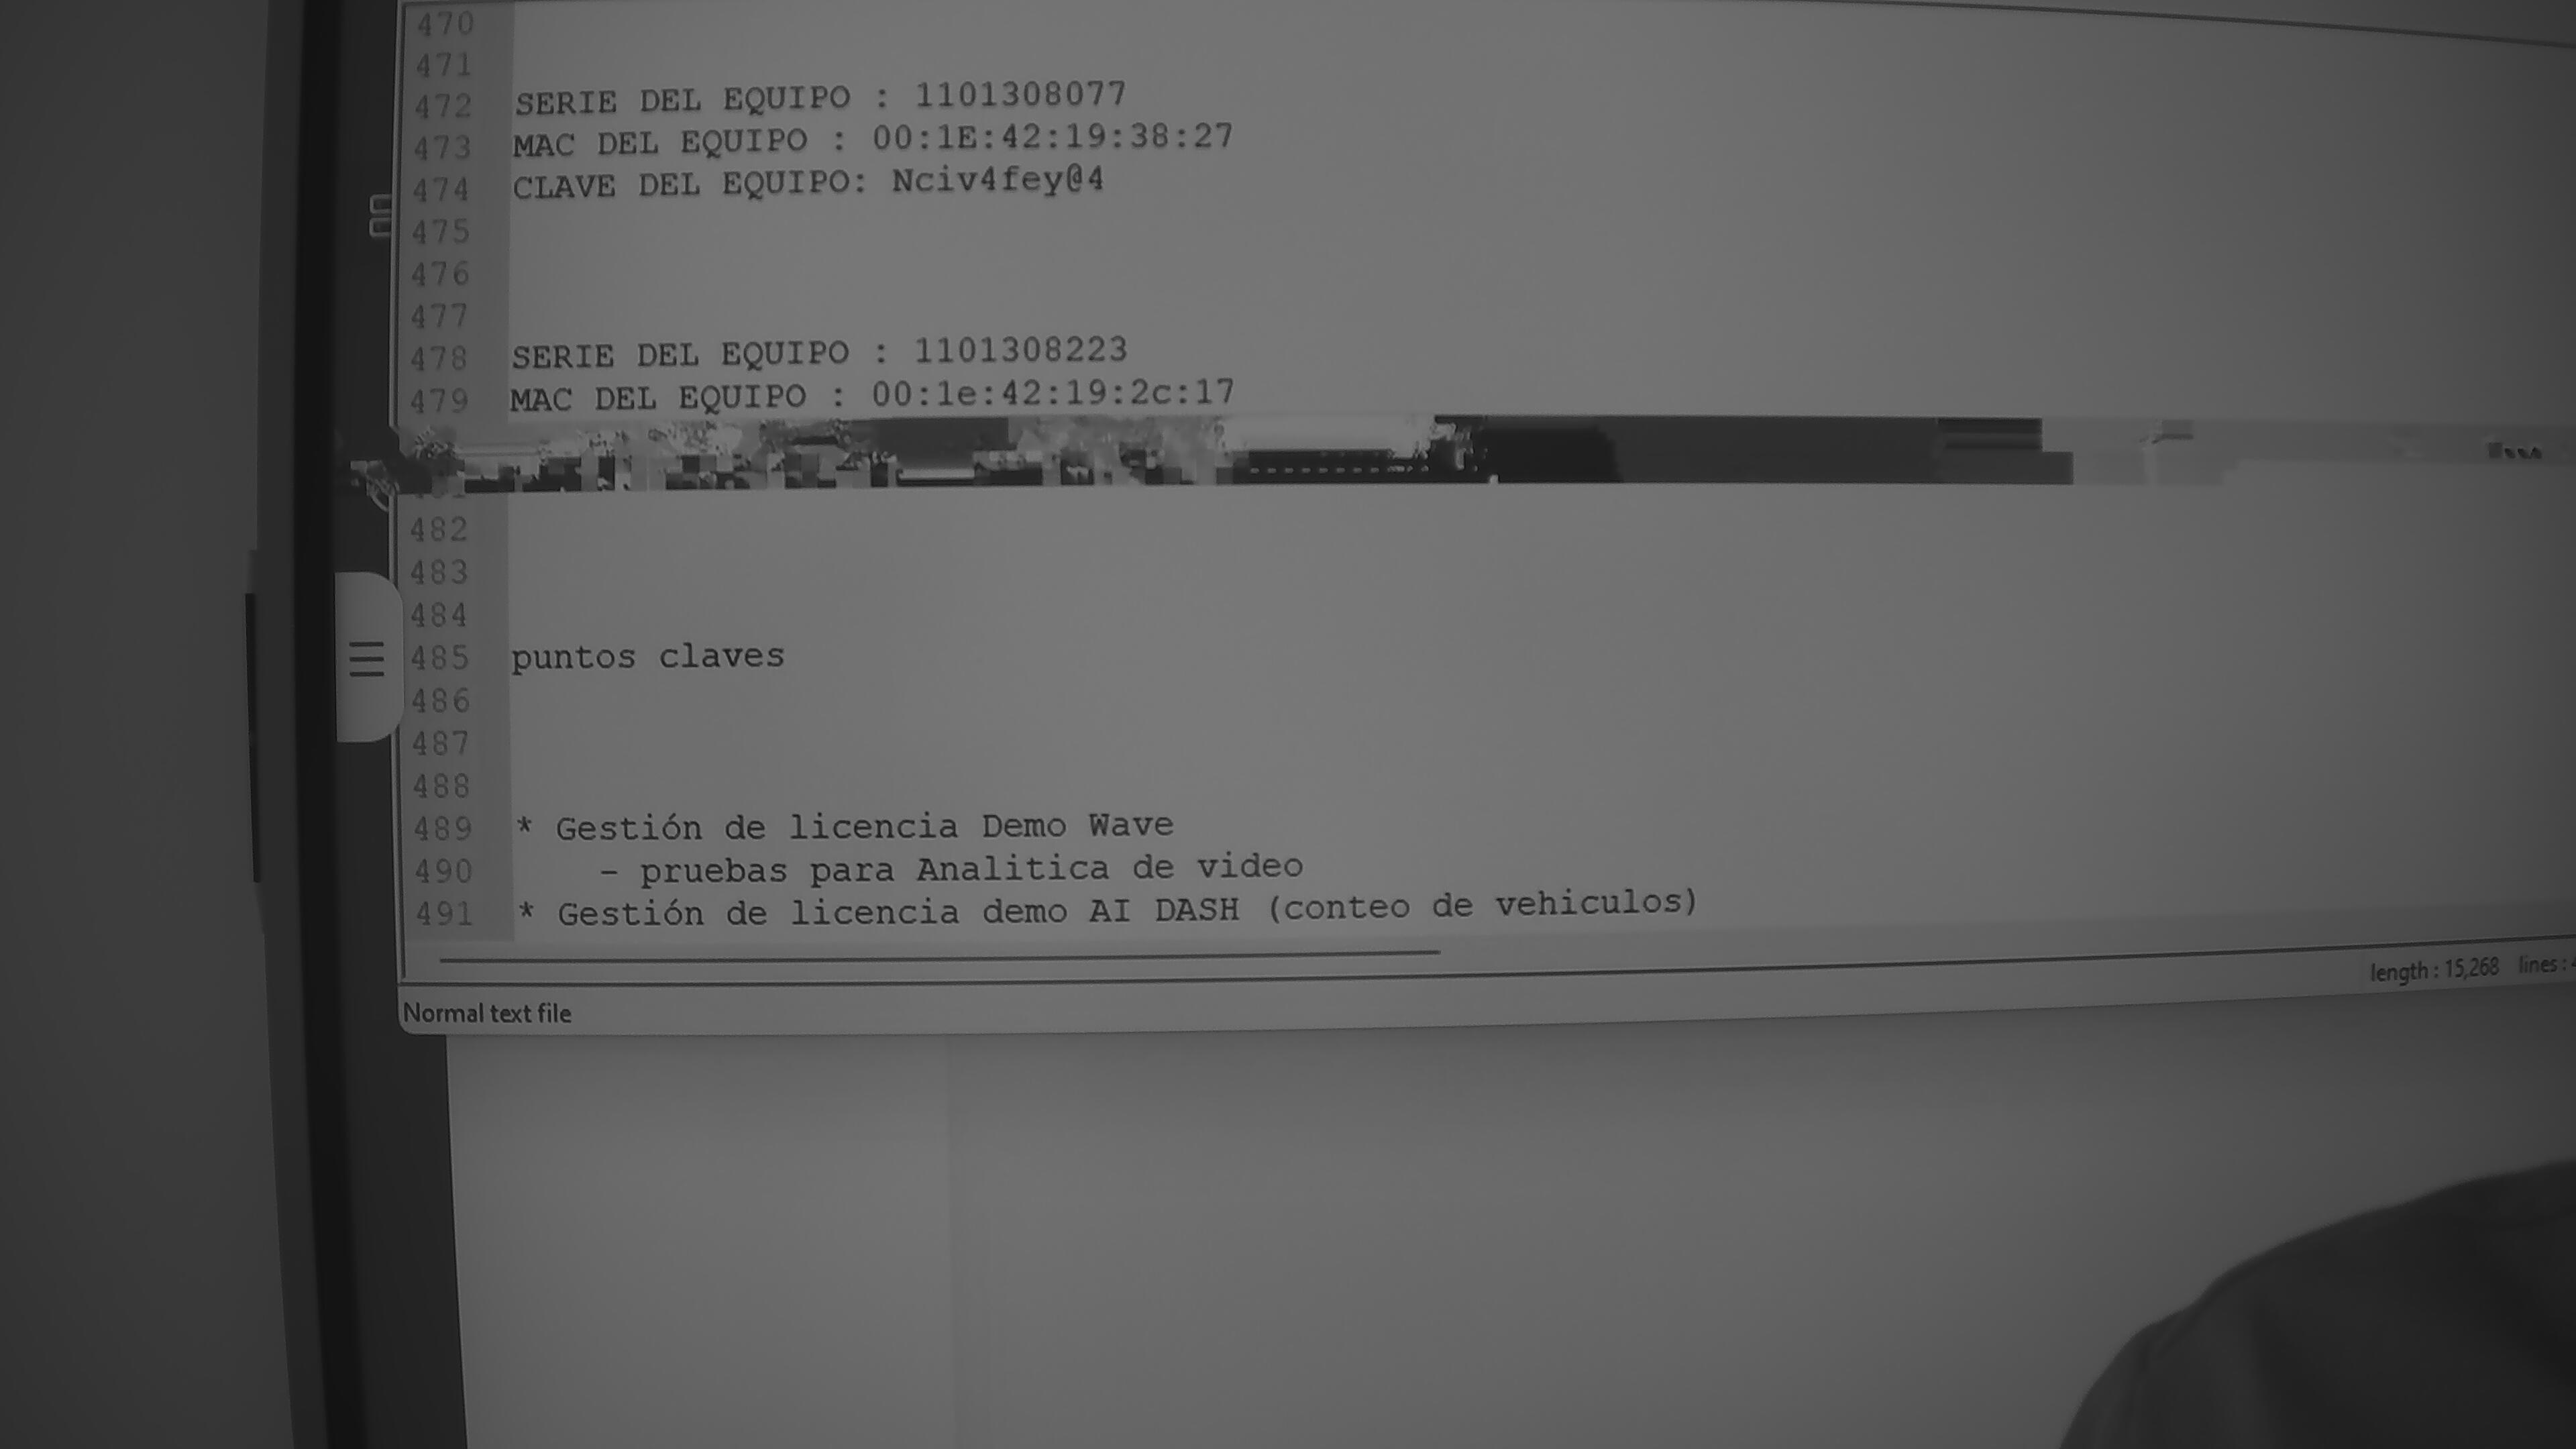 470
471
472 SERIE DEL EQUIPO : 1101308077
473 MAC DEL EQUIPO : 00:1E:42:19:38:27
474 CLAVE DEL EQUIPO: Nciv4fey@4
475
476
477
478 SERIE DEL EQUIPO : 1101308223
479 MAC DEL EQUIPO : 00:1e:42:19:2c:17
482
483
484
485 puntos claves
486
487
488
489 * Gestión de licencia Demo Wave
490 - pruebas para Analitica de video
491 * Gestión de licencia demo AI DASH (conteo de vehiculos)
length : 15,268 lines :
Normal text file